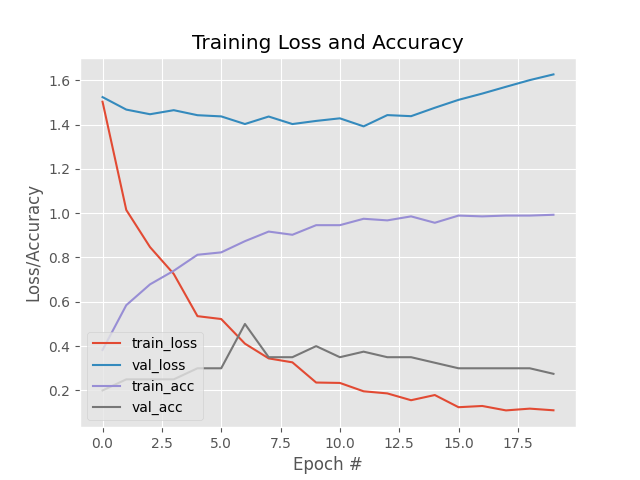 Training Loss and Accuracy
Loss/Accuracy
1.6
1.4
1.2
1.0
0.8
0.6
0.4
0.2
train_loss
val_loss
train_acc
val_acc
0.0 2.5 5.0 7.5 10.0 12.5 15.0 17.5
Epoch #